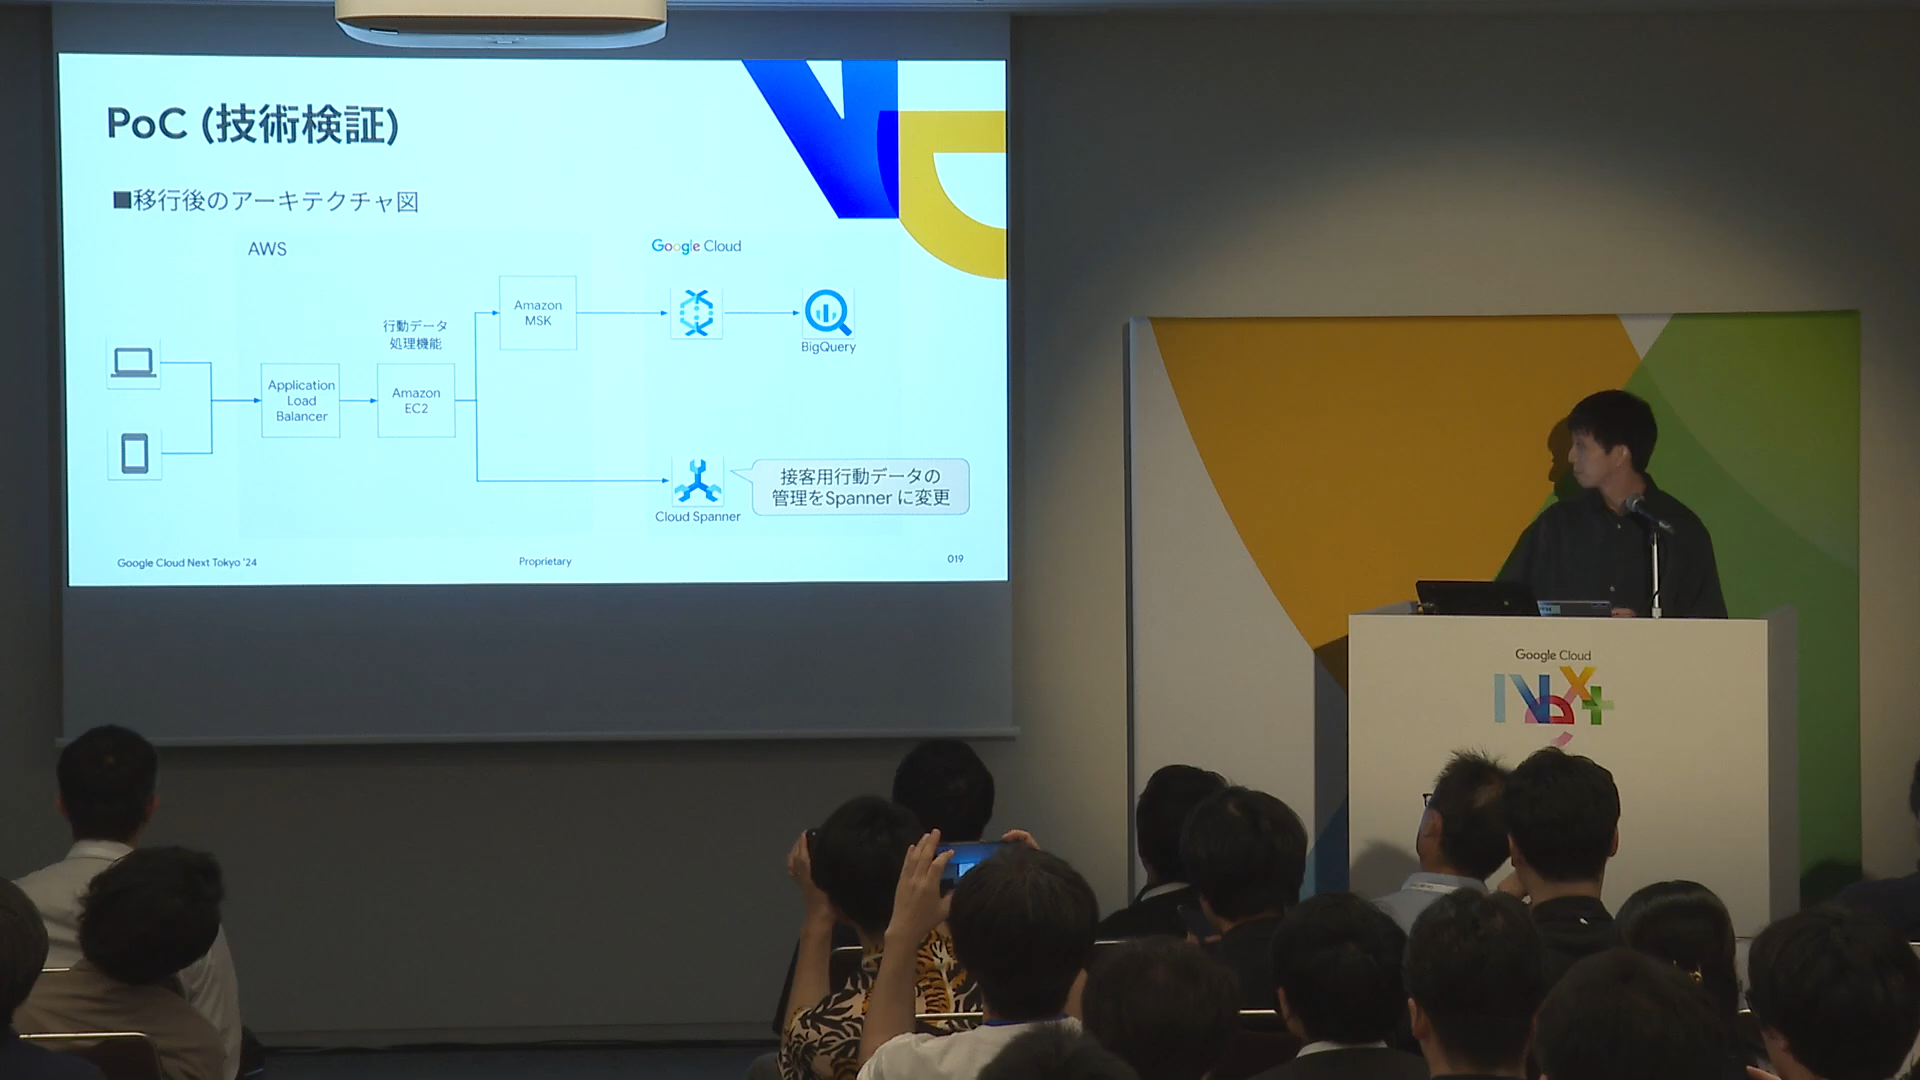 PoC (技術検証)
■移行後のアーキテクチャ図
AWS
Google Cloud
行動データ
処理機能
Amazon
MSK
BigQuery
Application
Load
Balancer
Amazon
EC2
Cloud Spanner
接客用行動データの
管理をSpanner に変更
Google Cloud Next Tokyo '24
Proprietary
019
Google Cloud
Next